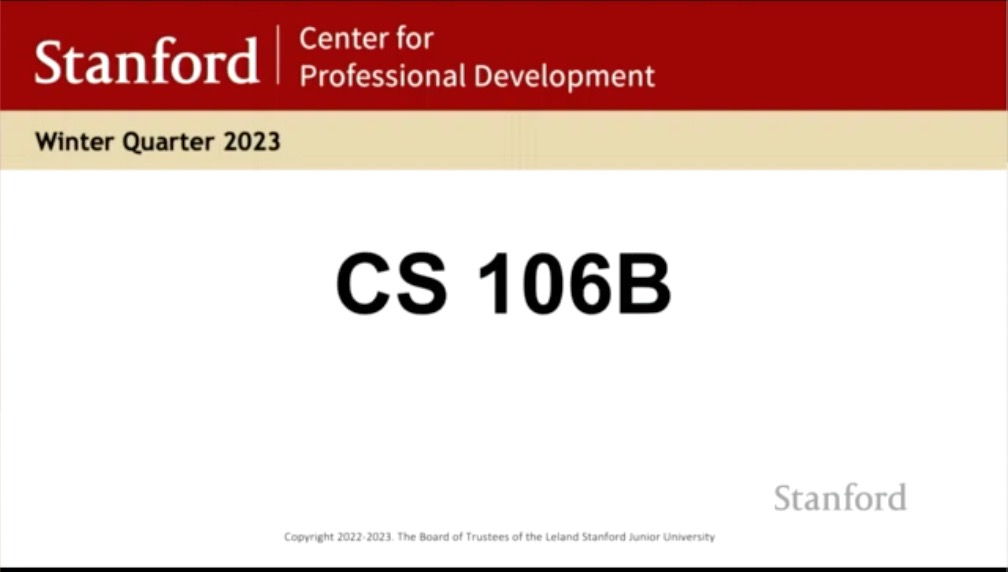 Stanford
Center for
Professional Development
Winter Quarter 2023
CS 106B
Stanford
Copyright 2022-2023. The Board of Trustees of the Leland Stanford Junior University